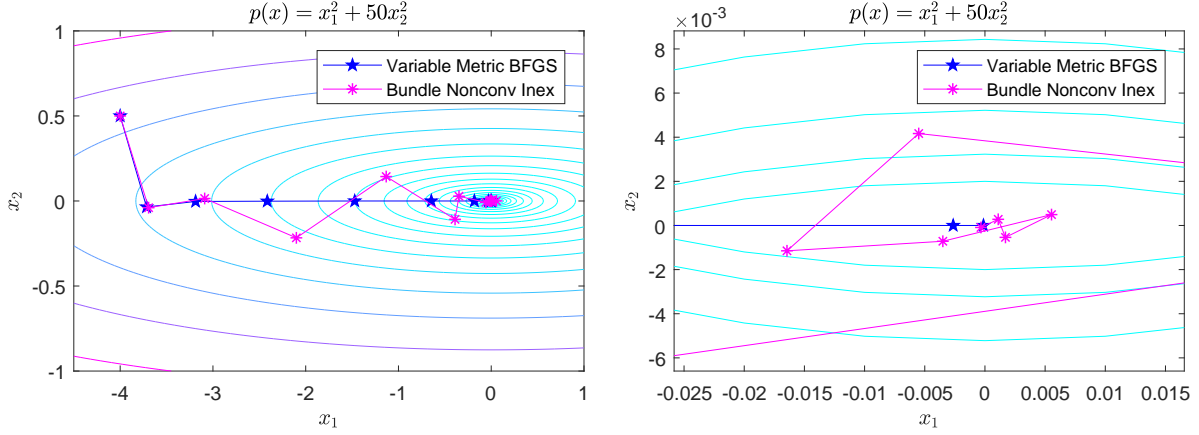 p(x) = x_1^2 + 50x_2^2
1
0.5
0
-0.5
-1
x_2
-4
-3
-2
-1
0
1
x_1
Variable Metric BFGS
Bundle Nonconv Inex
p(x) = x_1^2 + 50x_2^2
×10^{-3}
8
6
4
2
0
-2
-4
-6
x_2
-0.025
-0.02
-0.015
-0.01
-0.005
0
0.005
0.01
0.015
x_1
Variable Metric BFGS
Bundle Nonconv Inex